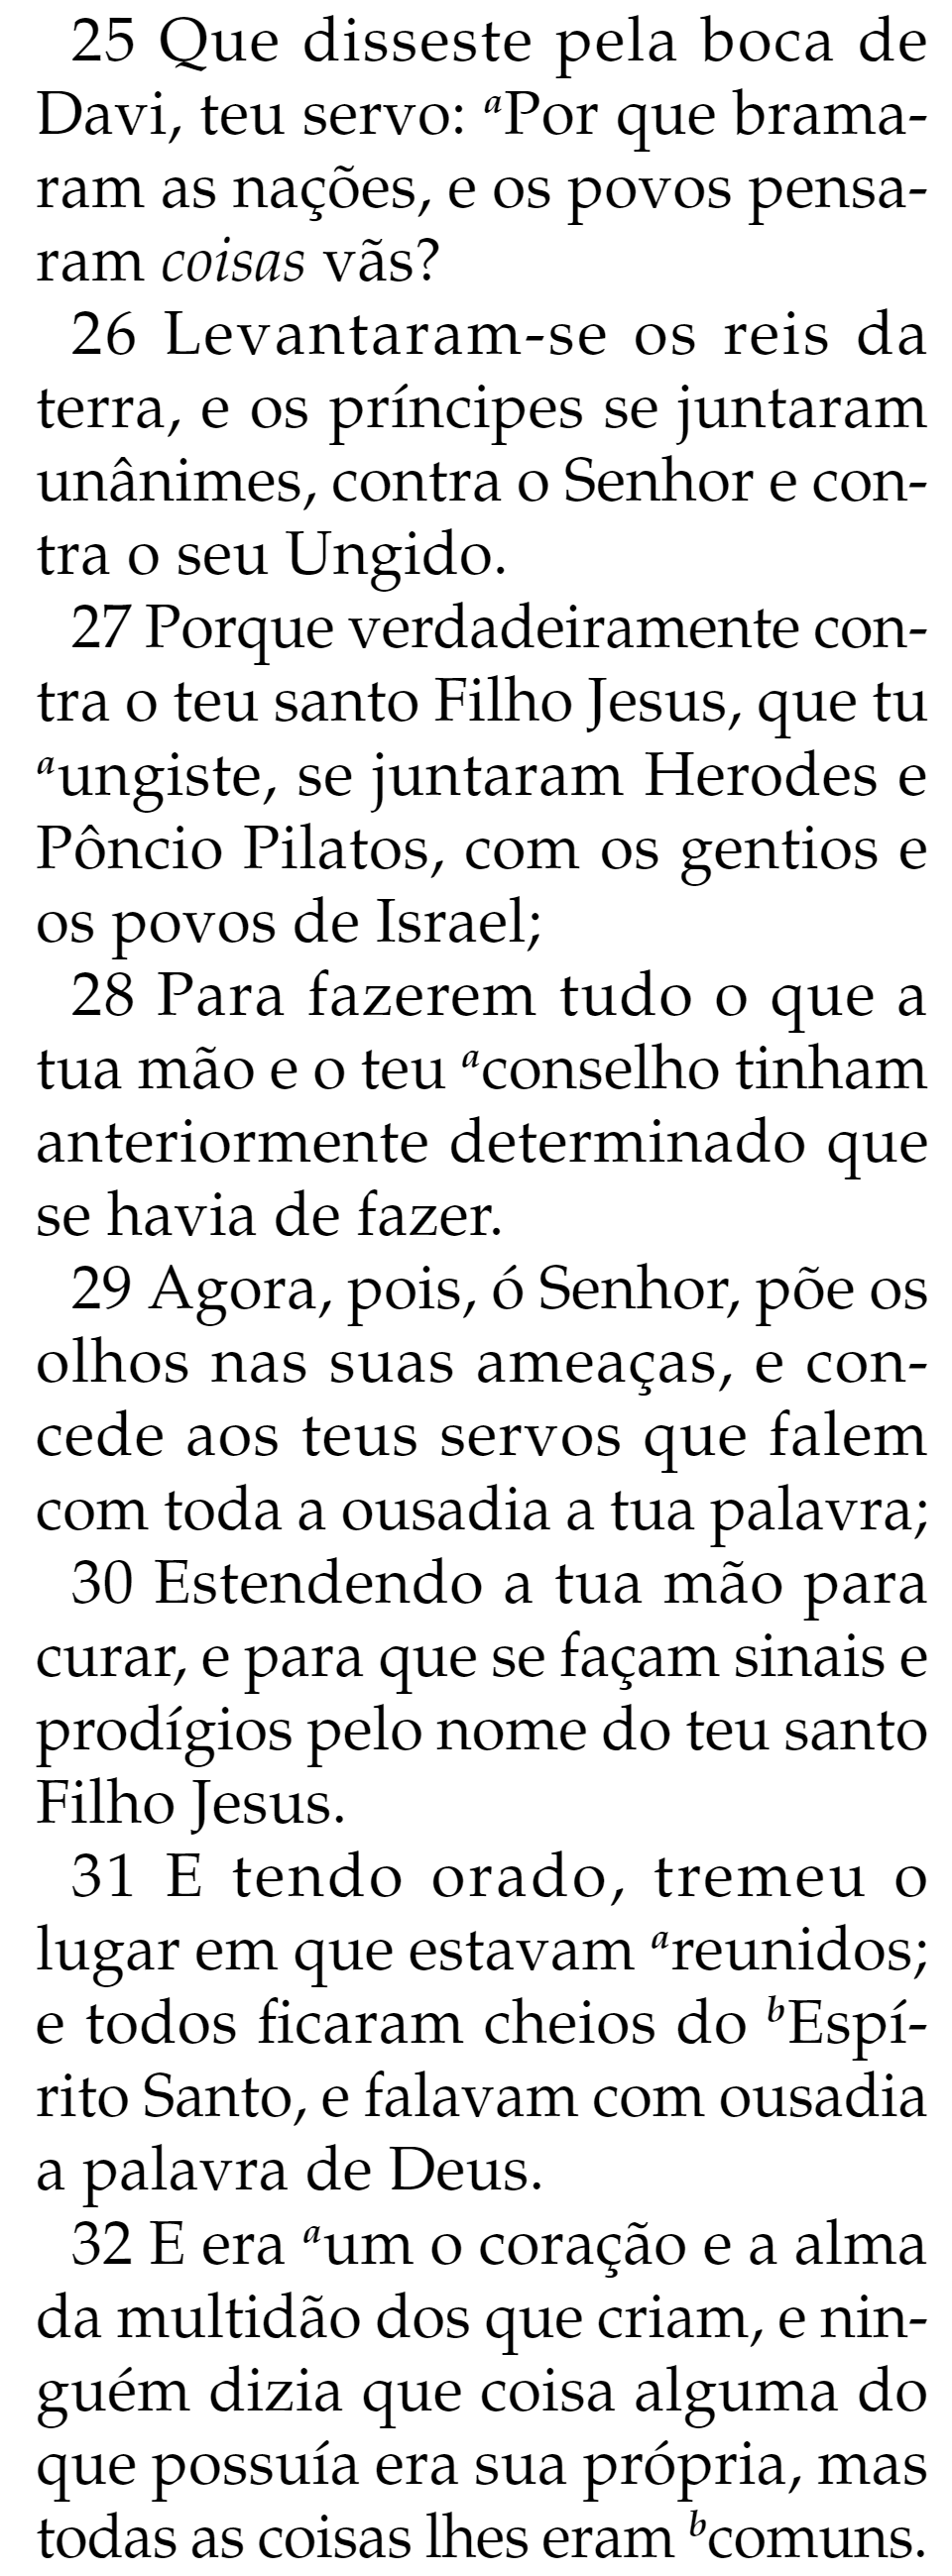 25 Que disseste pela boca de
Davi, teu servo: ᵃPor que brama-
ram as nações, e os povos pensa-
ram coisas vãs?
26 Levantaram-se os reis da
terra, e os príncipes se juntaram
unânimes, contra o Senhor e con-
tra o seu Ungido.
27 Porque verdadeiramente con-
tra o teu santo Filho Jesus, que tu
ᵃungiste, se juntaram Herodes e
Pôncio Pilatos, com os gentios e
os povos de Israel;
28 Para fazerem tudo o que a
tua mão e o teu ᵃconselho tinham
anteriormente determinado que
se havia de fazer.
29 Agora, pois, ó Senhor, põe os
olhos nas suas ameaças, e con-
cede aos teus servos que falem
com toda a ousadia a tua palavra;
30 Estendendo a tua mão para
curar, e para que se façam sinais e
prodígios pelo nome do teu santo
Filho Jesus.
31 E tendo orado, tremeu o
lugar em que estavam ᵃreunidos;
e todos ficaram cheios do ᵇEspí-
rito Santo, e falavam com ousadia
a palavra de Deus.
32 E era ᵃum o coração e a alma
da multidão dos que criam, e nin-
guém dizia que coisa alguma do
que possuía era sua própria, mas
todas as coisas lhes eram ᵇcomuns.